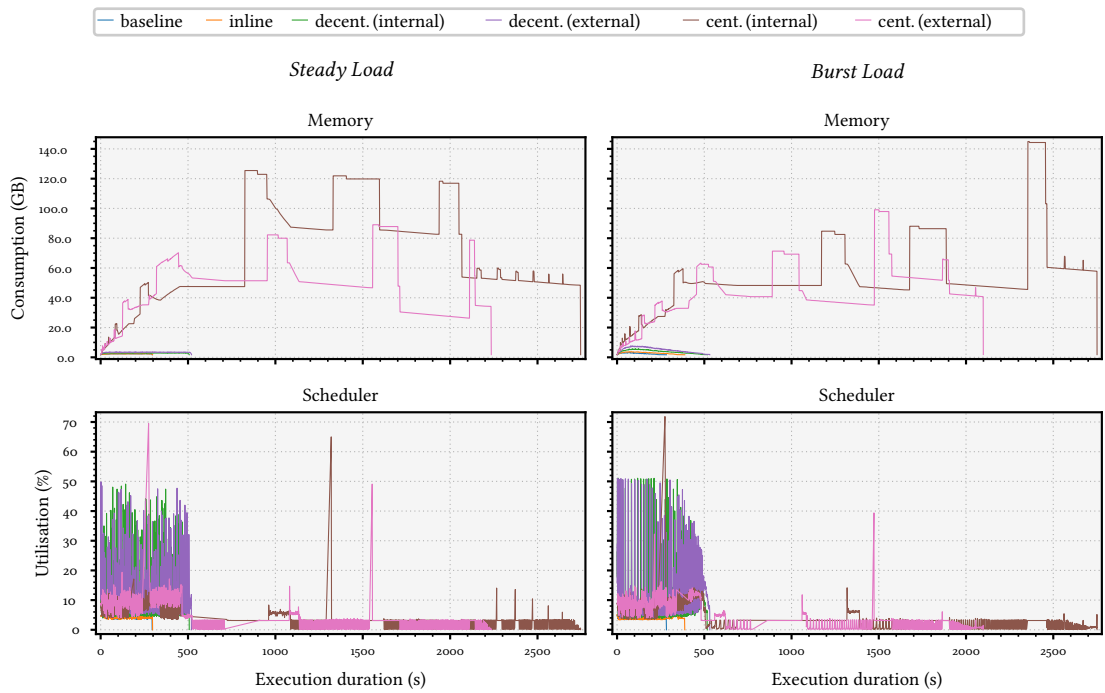 baseline inline decent. (internal) decent. (external) cent. (internal) cent. (external)
Steady Load Burst Load
Memory Memory
Consumption (GB)
140.0
120.0
100.0
80.0
60.0
40.0
20.0
0.0
Scheduler Scheduler
Utilisation (%)
70
60
50
40
30
20
10
0
0 500 1000 1500 2000 2500 0 500 1000 1500 2000 2500
Execution duration (s) Execution duration (s)